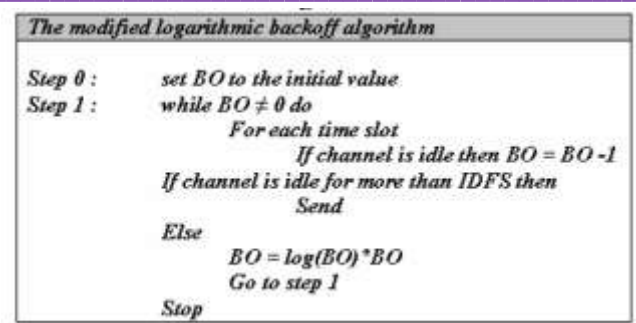 The modified logarithmic backoff algorithm
Step 0 : set BO to the initial value
Step 1 : while BO ≠ 0 do
For each time slot
If channel is idle then BO = BO -1
If channel is idle for more than IDFS then
Send
Else
BO = log(BO)*BO
Go to step 1
Stop